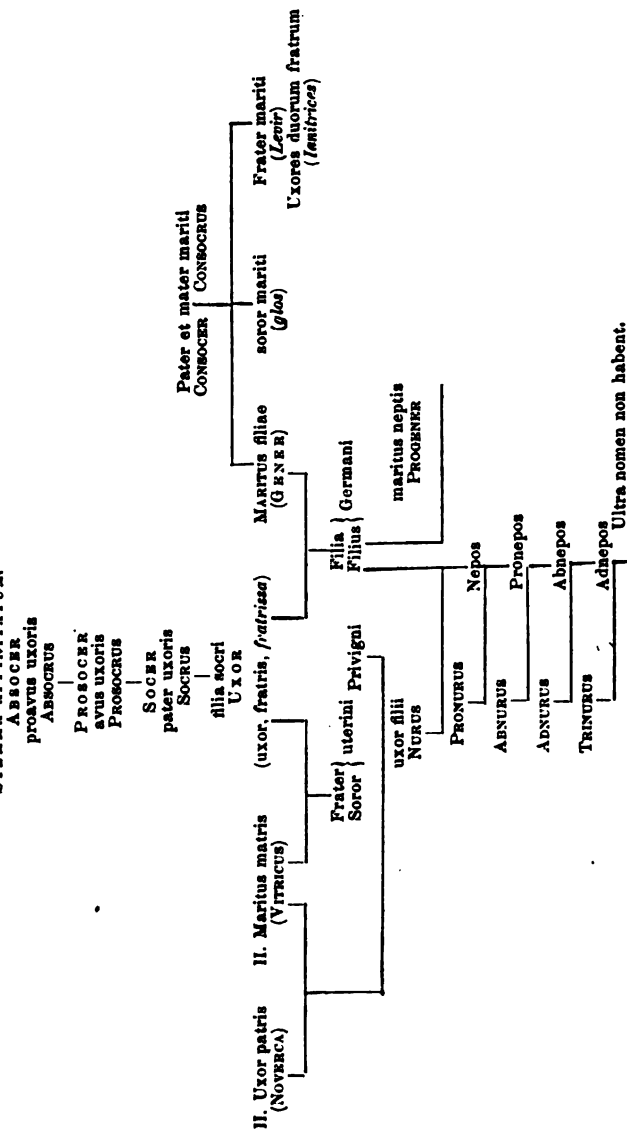 ABSOCER
proavus uxoris
ABSOCRUS
PROSOCER
avus uxoris
PROSOCRUS
SOCER
pater uxoris
SOCRUS
filia socri
UXOR
Pater et mater mariti
CONSOCER CONSOCRUS
II. Uxor patris
(NOVERCA)
II. Maritus matris
(VITRICUS)
(uxor, fratris, fratrissa)
MARITUS filiae
(GENER)
soror mariti
(glos)
Frater mariti
(Levir)
Uxores duorum fratrum
(Ianitrices)
Frater
Soror } uterini Privigni
Filia
Filius } Germani
uxor filii
NURUS
maritus neptis
PROGENER
PRONURUS
Nepos
ABNURUS
Pronepos
ADNURUS
Abnepos
TRINURUS
Adnepos
Ultra nomen non habent.